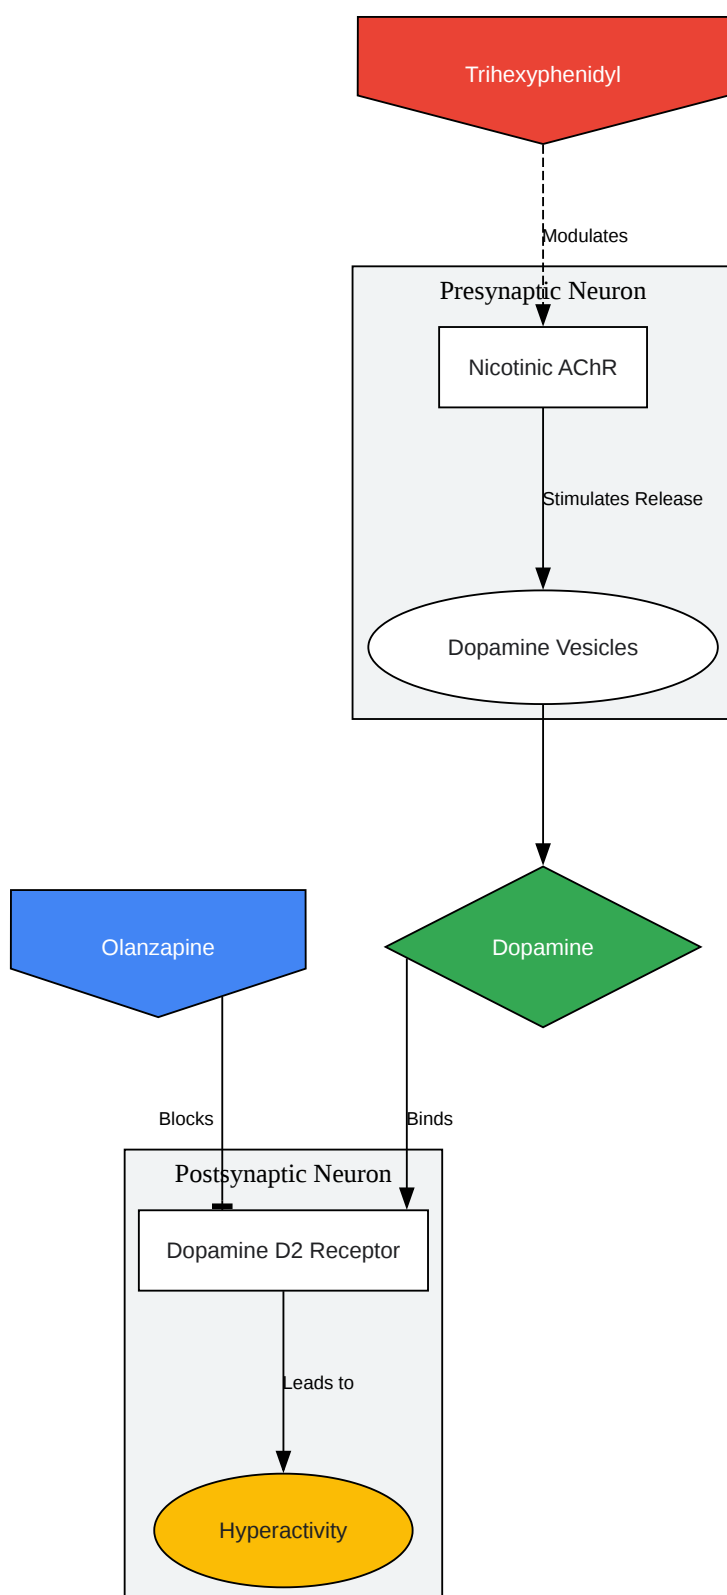 Trihexyphenidyl
Modulates
Presynaptic Neuron
Nicotinic AChR
Stimulates Release
Dopamine Vesicles
Olanzapine
Dopamine
Blocks
Binds
Postsynaptic Neuron
Dopamine D2 Receptor
Leads to
Hyperactivity